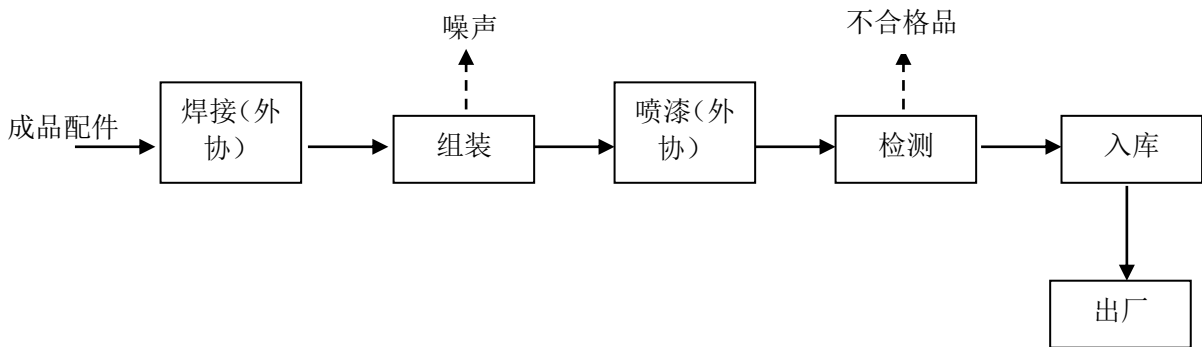 噪声
不合格品
成品配件
焊接（外
协）
组装
喷漆（外
协）
检测
入库
出厂